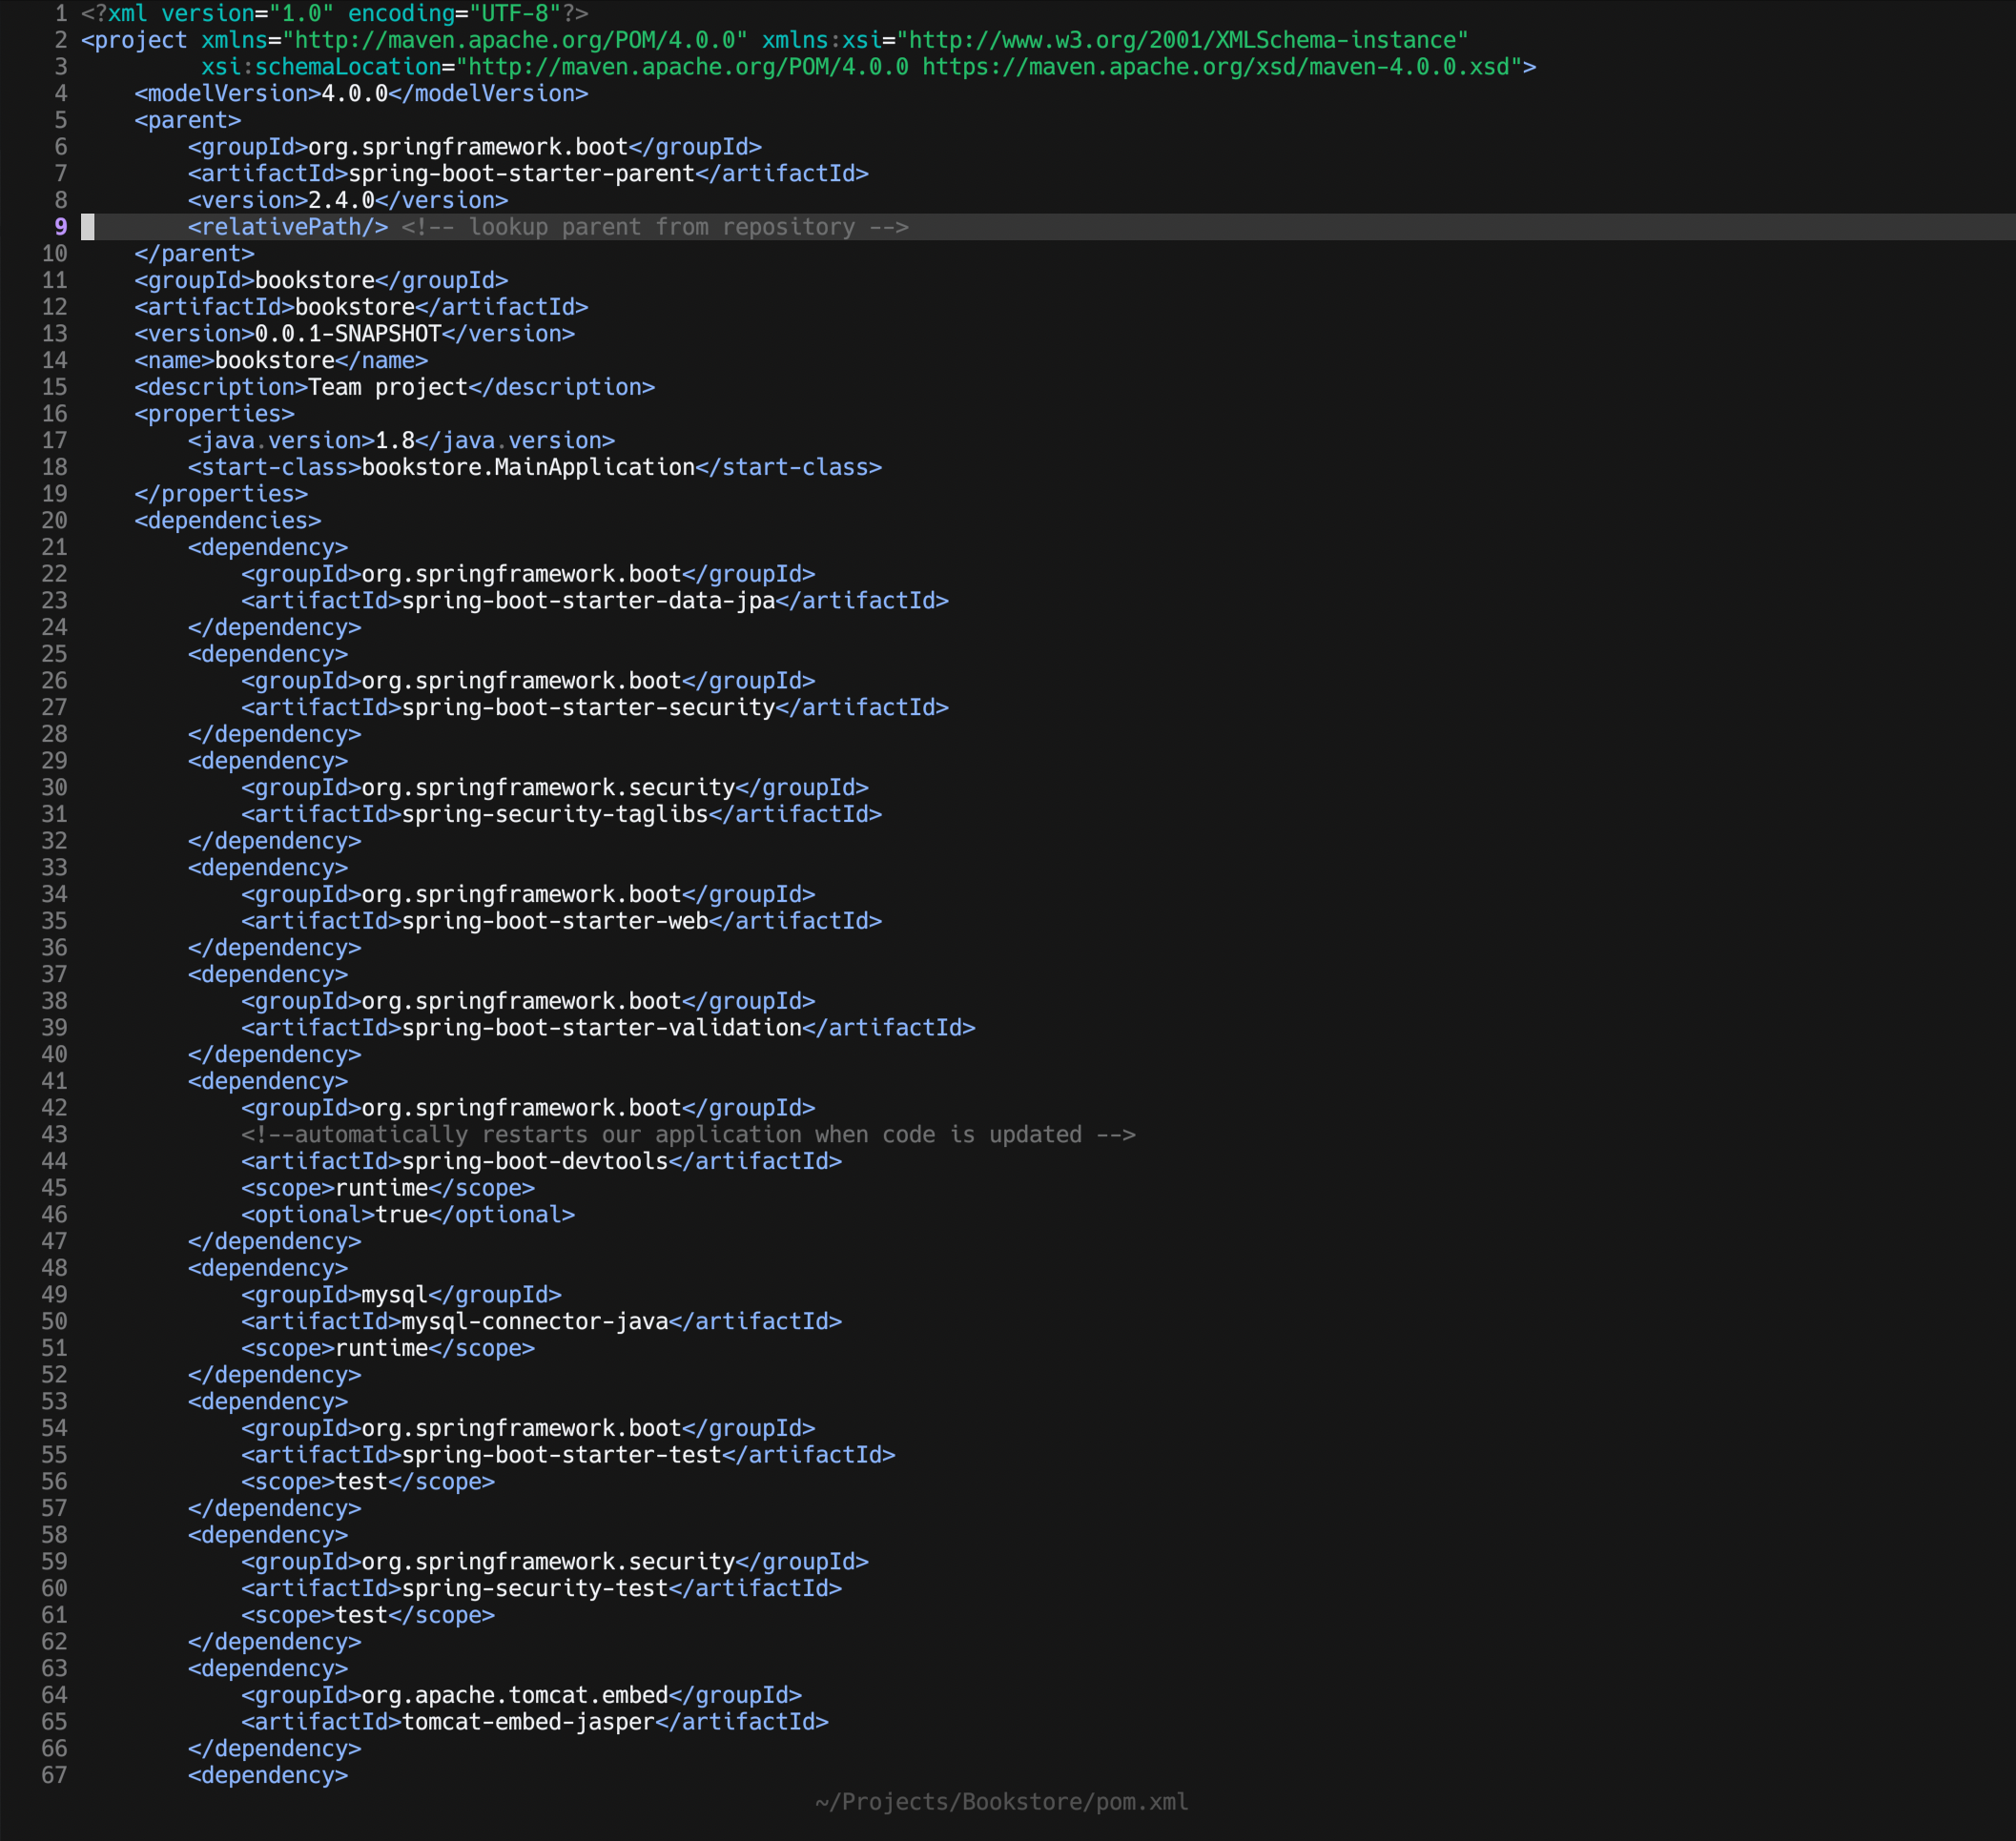 1 <?xml version="1.0" encoding="UTF-8"?>
2 <project xmlns="http://maven.apache.org/POM/4.0.0" xmlns:xsi="http://www.w3.org/2001/XMLSchema-instance"
3          xsi:schemaLocation="http://maven.apache.org/POM/4.0.0 https://maven.apache.org/xsd/maven-4.0.0.xsd">
4     <modelVersion>4.0.0</modelVersion>
5     <parent>
6         <groupId>org.springframework.boot</groupId>
7         <artifactId>spring-boot-starter-parent</artifactId>
8         <version>2.4.0</version>
9         <relativePath/> <!-- lookup parent from repository -->
10     </parent>
11     <groupId>bookstore</groupId>
12     <artifactId>bookstore</artifactId>
13     <version>0.0.1-SNAPSHOT</version>
14     <name>bookstore</name>
15     <description>Team project</description>
16     <properties>
17         <java.version>1.8</java.version>
18         <start-class>bookstore.MainApplication</start-class>
19     </properties>
20     <dependencies>
21         <dependency>
22             <groupId>org.springframework.boot</groupId>
23             <artifactId>spring-boot-starter-data-jpa</artifactId>
24         </dependency>
25         <dependency>
26             <groupId>org.springframework.boot</groupId>
27             <artifactId>spring-boot-starter-security</artifactId>
28         </dependency>
29         <dependency>
30             <groupId>org.springframework.security</groupId>
31             <artifactId>spring-security-taglibs</artifactId>
32         </dependency>
33         <dependency>
34             <groupId>org.springframework.boot</groupId>
35             <artifactId>spring-boot-starter-web</artifactId>
36         </dependency>
37         <dependency>
38             <groupId>org.springframework.boot</groupId>
39             <artifactId>spring-boot-starter-validation</artifactId>
40         </dependency>
41         <dependency>
42             <groupId>org.springframework.boot</groupId>
43             <!--automatically restarts our application when code is updated -->
44             <artifactId>spring-boot-devtools</artifactId>
45             <scope>runtime</scope>
46             <optional>true</optional>
47         </dependency>
48         <dependency>
49             <groupId>mysql</groupId>
50             <artifactId>mysql-connector-java</artifactId>
51             <scope>runtime</scope>
52         </dependency>
53         <dependency>
54             <groupId>org.springframework.boot</groupId>
55             <artifactId>spring-boot-starter-test</artifactId>
56             <scope>test</scope>
57         </dependency>
58         <dependency>
59             <groupId>org.springframework.security</groupId>
60             <artifactId>spring-security-test</artifactId>
61             <scope>test</scope>
62         </dependency>
63         <dependency>
64             <groupId>org.apache.tomcat.embed</groupId>
65             <artifactId>tomcat-embed-jasper</artifactId>
66         </dependency>
67         <dependency>
~/Projects/Bookstore/pom.xml